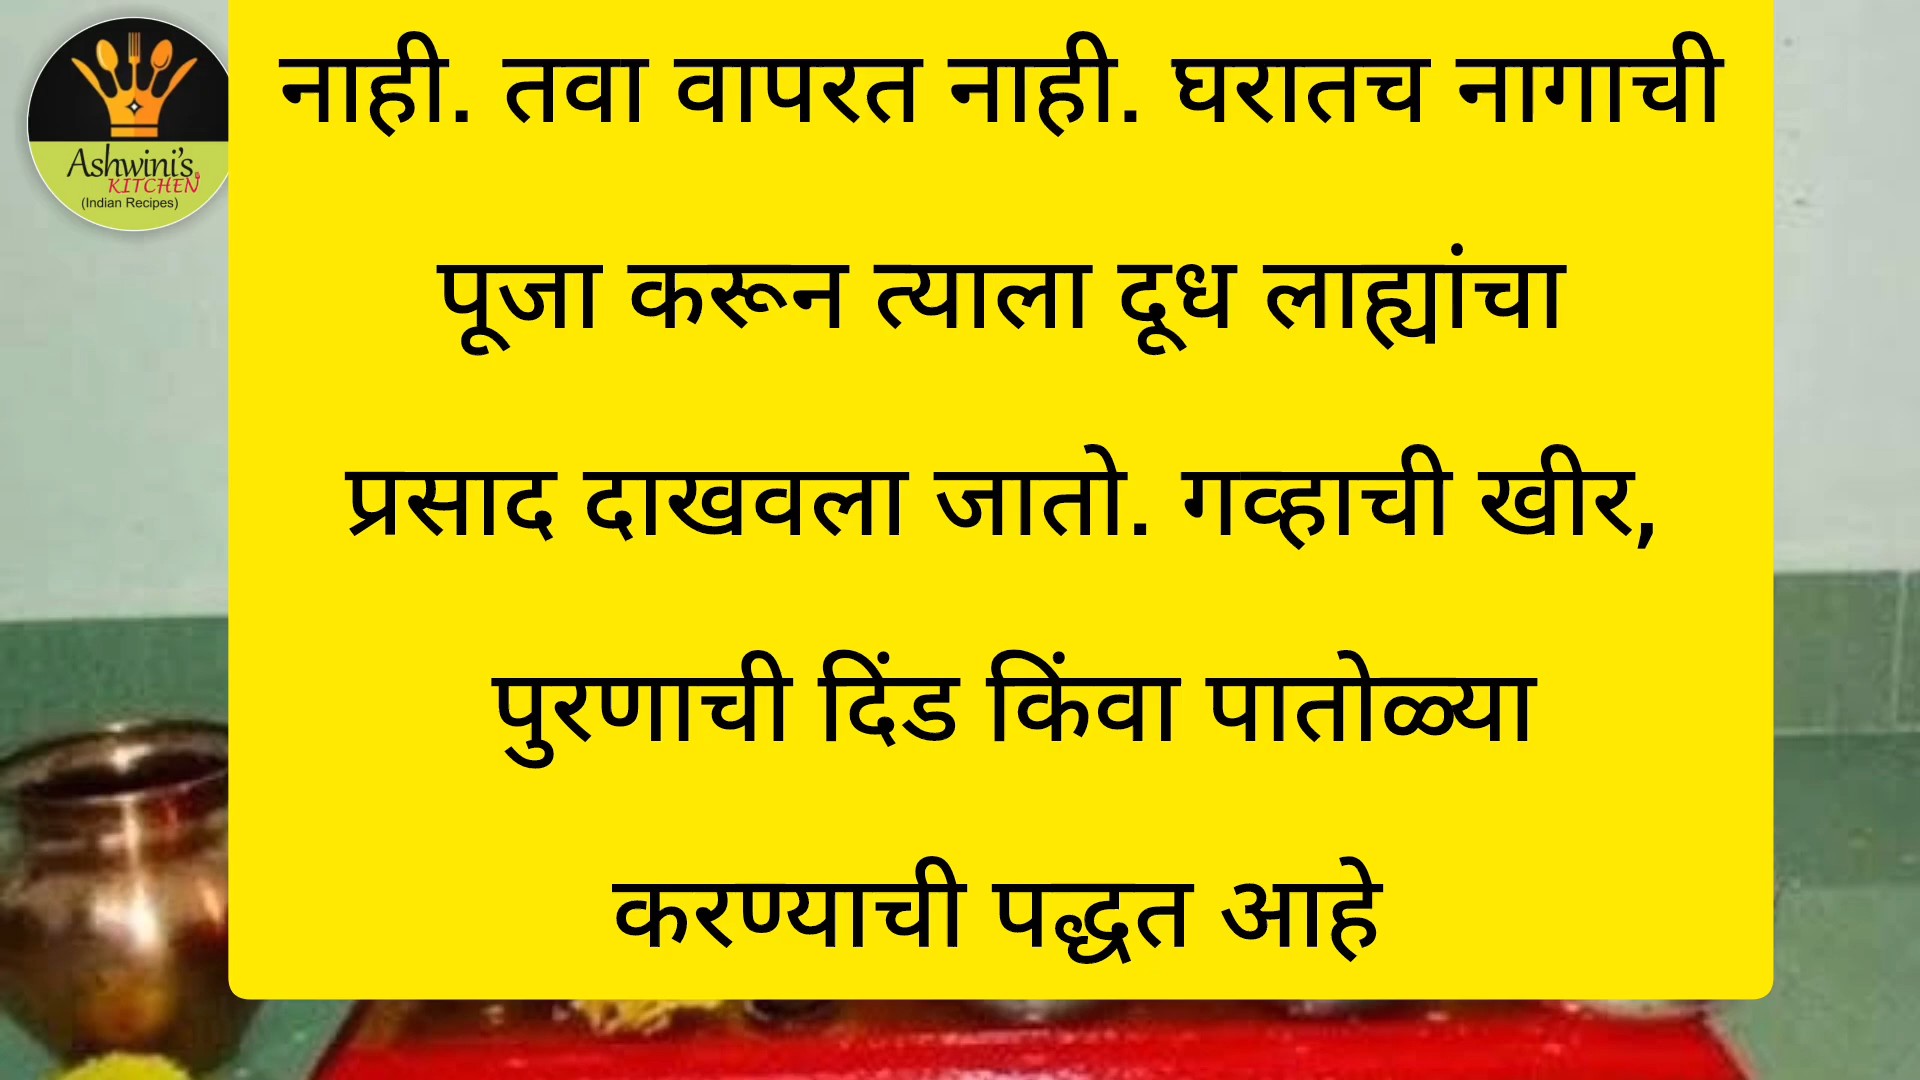 Ashwini's
KITCHEN
(Indian Recipes)
नाही. तवा वापरत नाही. घरातच नागाची
पूजा करून त्याला दूध लाह्यांचा
प्रसाद दाखवला जातो. गव्हाची खीर,
पुरणाची दिंड किंवा पातोळ्या
करण्याची पद्धत आहे